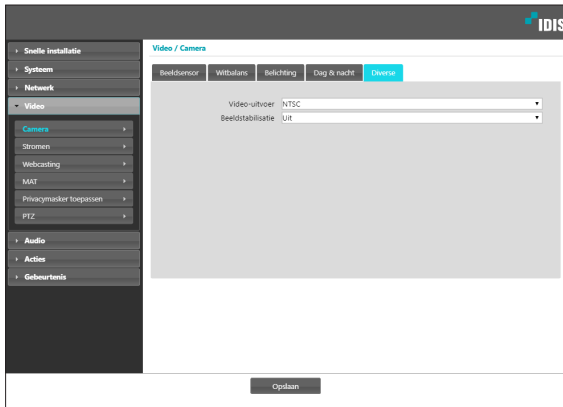 IDIS
Snelle installatie
Systeem
Netwerk
Video
Camera
Stromen
Webcasting
MAT
Privacymasker toepassen
PTZ
Audio
Acties
Gebeurtenis
Video / Camera
Beeldsensor Witbalans Belichting Dag & nacht Diverse
Video-uitvoer NTSC
Beeldstabilisatie Uit
Opslaan